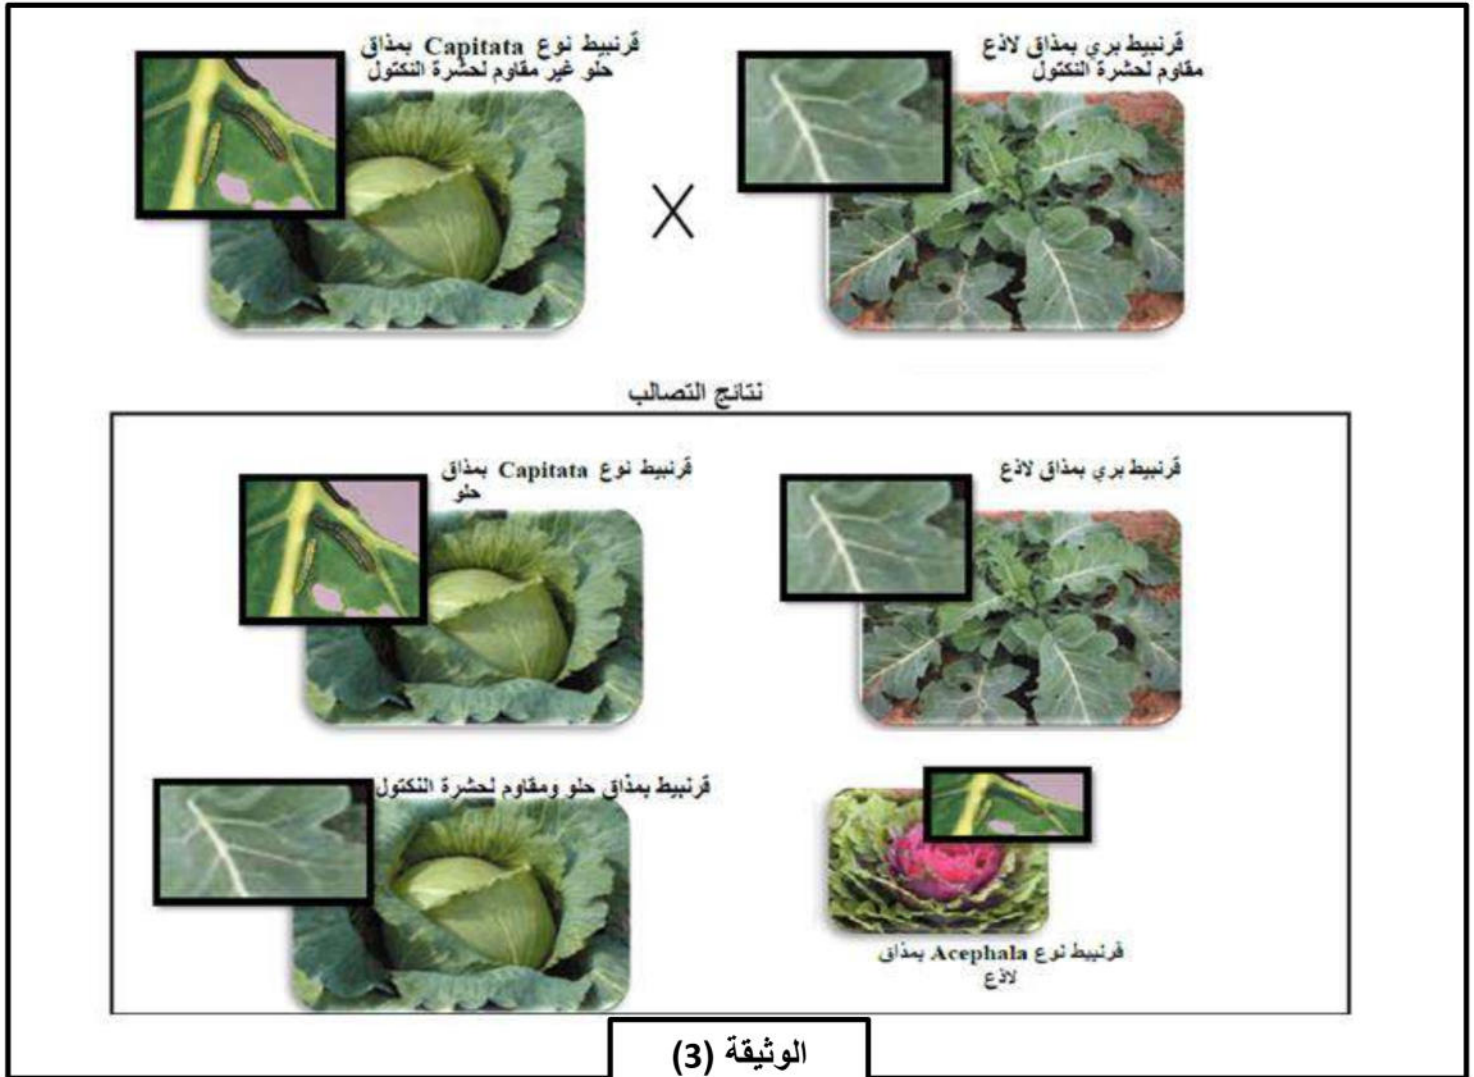 قرنبيط بري بمذاق لاذع
مقاوم لحشرة النكتول
قرنبيط نوع Capitata بمذاق
حلو غير مقاوم لحشرة النكتول
X
نتائج التصالب
قرنبيط بري بمذاق لاذع
قرنبيط نوع Capitata بمذاق
حلو
قرنبيط بمذاق حلو ومقاوم لحشرة النكتول
قرنبيط نوع Acephala بمذاق
لاذع
الوثيقة (3)